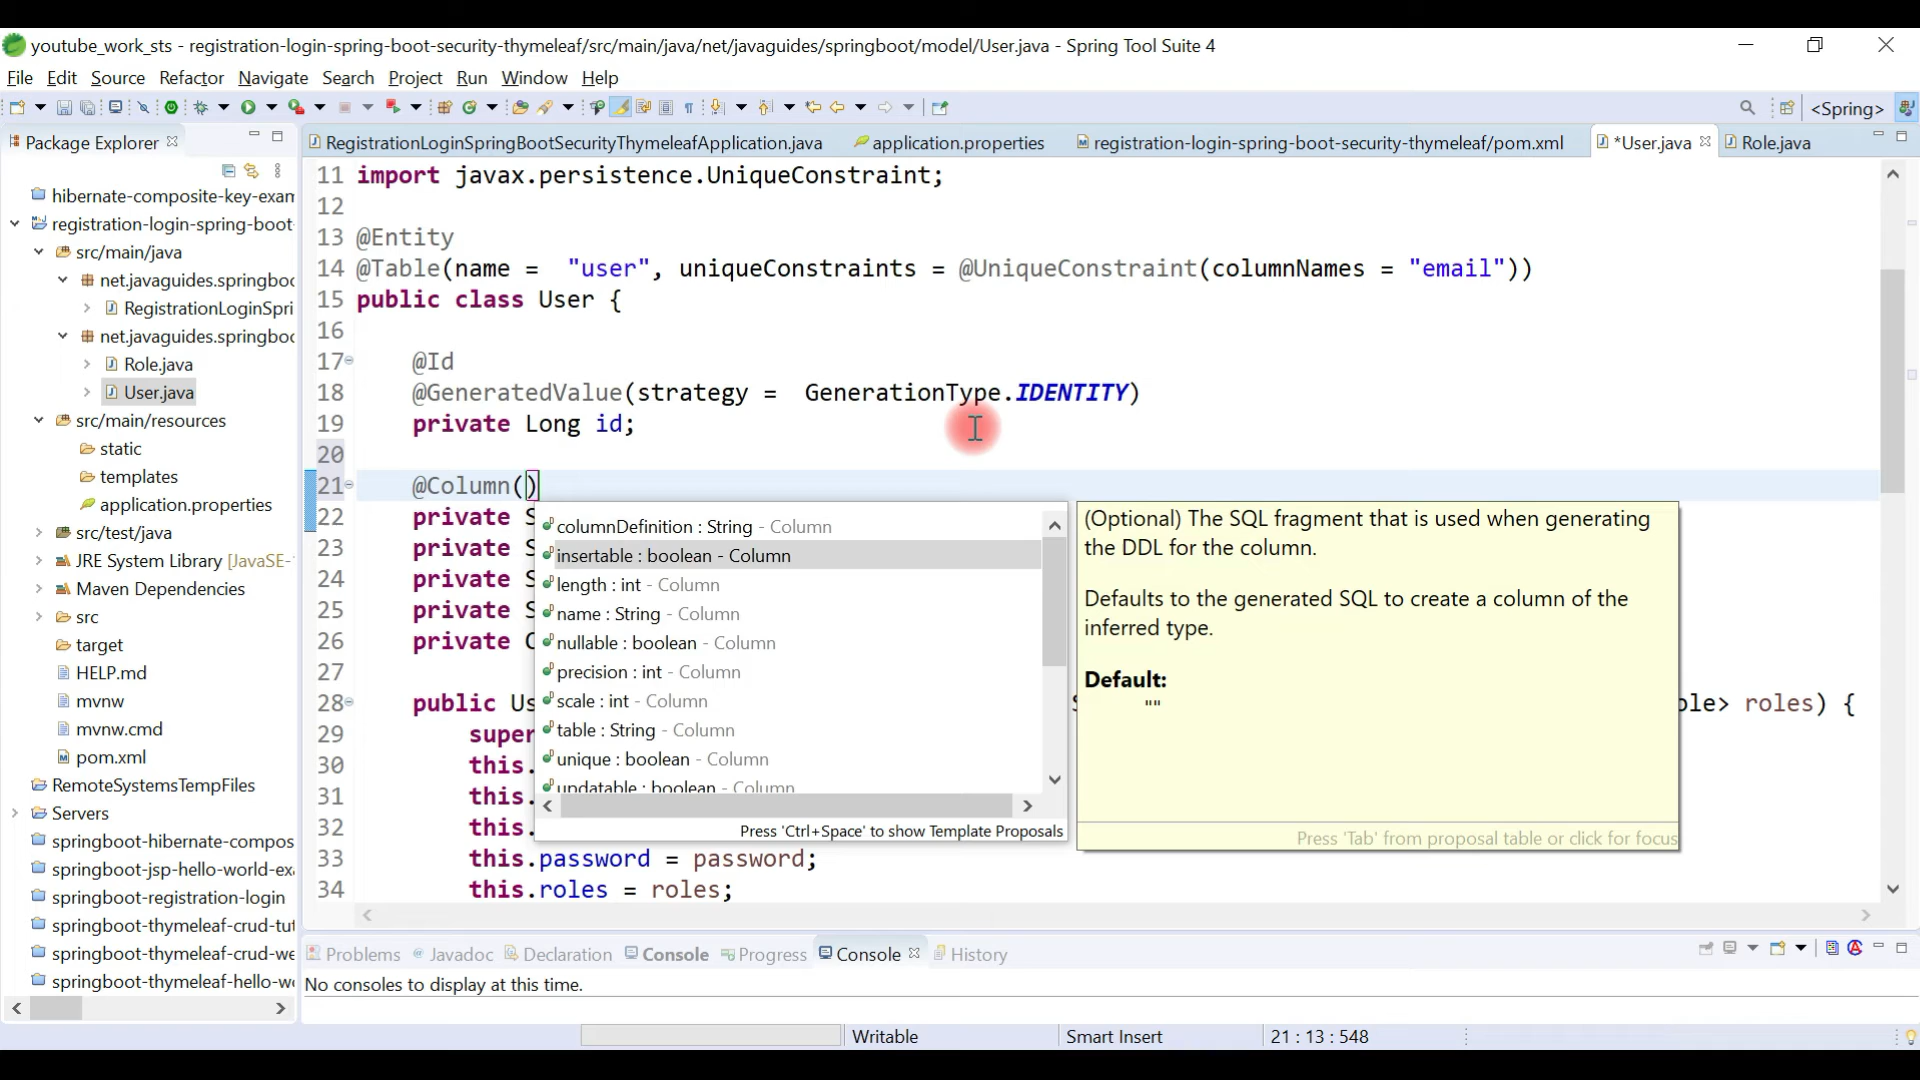 youtube_work_sts - registration-login-spring-boot-security-thymeleaf/src/main/java/net/javaguides/springboot/model/User.java - Spring Tool Suite 4
File Edit Source Refactor Navigate Search Project Run Window Help
<Spring>
Package Explorer
RegistrationLoginSpringBootSecurityThymeleafApplication.java
application.properties
registration-login-spring-boot-security-thymeleaf/pom.xml
*User.java
Role.java
hibernate-composite-key-exam
registration-login-spring-boot-
src/main/java
net.javaguides.springboo
RegistrationLoginSpri
net.javaguides.springboo
Role.java
User.java
src/main/resources
static
templates
application.properties
src/test/java
JRE System Library [JavaSE-
Maven Dependencies
src
target
HELP.md
mvnw
mvnw.cmd
pom.xml
RemoteSystemsTempFiles
Servers
springboot-hibernate-compos
springboot-jsp-hello-world-exa
springboot-registration-login
springboot-thymeleaf-crud-tut
springboot-thymeleaf-crud-we
springboot-thymeleaf-hello-wo
11 import javax.persistence.UniqueConstraint;
12
13 @Entity
14 @Table(name =  "user", uniqueConstraints = @UniqueConstraint(columnNames = "email"))
15 public class User {
16
17 @Id
18 @GeneratedValue(strategy =  GenerationType.IDENTITY)
19 private Long id;
20
21 @Column()
22 private S
23 private S
24 private S
25 private S
26 private C
27
28 public Us ole> roles) {
29 super
30 this.
31 this.
32 this.
33 this.password = password;
34 this.roles = roles;
columnDefinition : String - Column
insertable : boolean - Column
length : int - Column
name : String - Column
nullable : boolean - Column
precision : int - Column
scale : int - Column
table : String - Column
unique : boolean - Column
updatable : boolean - Column
Press 'Ctrl+Space' to show Template Proposals
(Optional) The SQL fragment that is used when generating
the DDL for the column.
Defaults to the generated SQL to create a column of the
inferred type.
Default:
""
Press 'Tab' from proposal table or click for focus
Problems Javadoc Declaration Console Progress Console History
No consoles to display at this time.
Writable Smart Insert 21 : 13 : 548